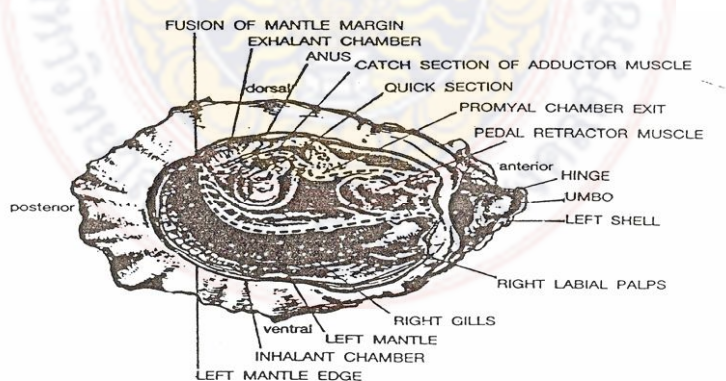 FUSION OF MANTLE MARGIN
EXHALANT CHAMBER
ANUS
CATCH SECTION OF ADDUCTOR MUSCLE
dorsal
QUICK SECTION
PROMYAL CHAMBER EXIT
PEDAL RETRACTOR MUSCLE
anterior
HINGE
UMBO
posterior
LEFT SHELL
RIGHT LABIAL PALPS
RIGHT GILLS
ventral
LEFT MANTLE
INHALANT CHAMBER
LEFT MANTLE EDGE